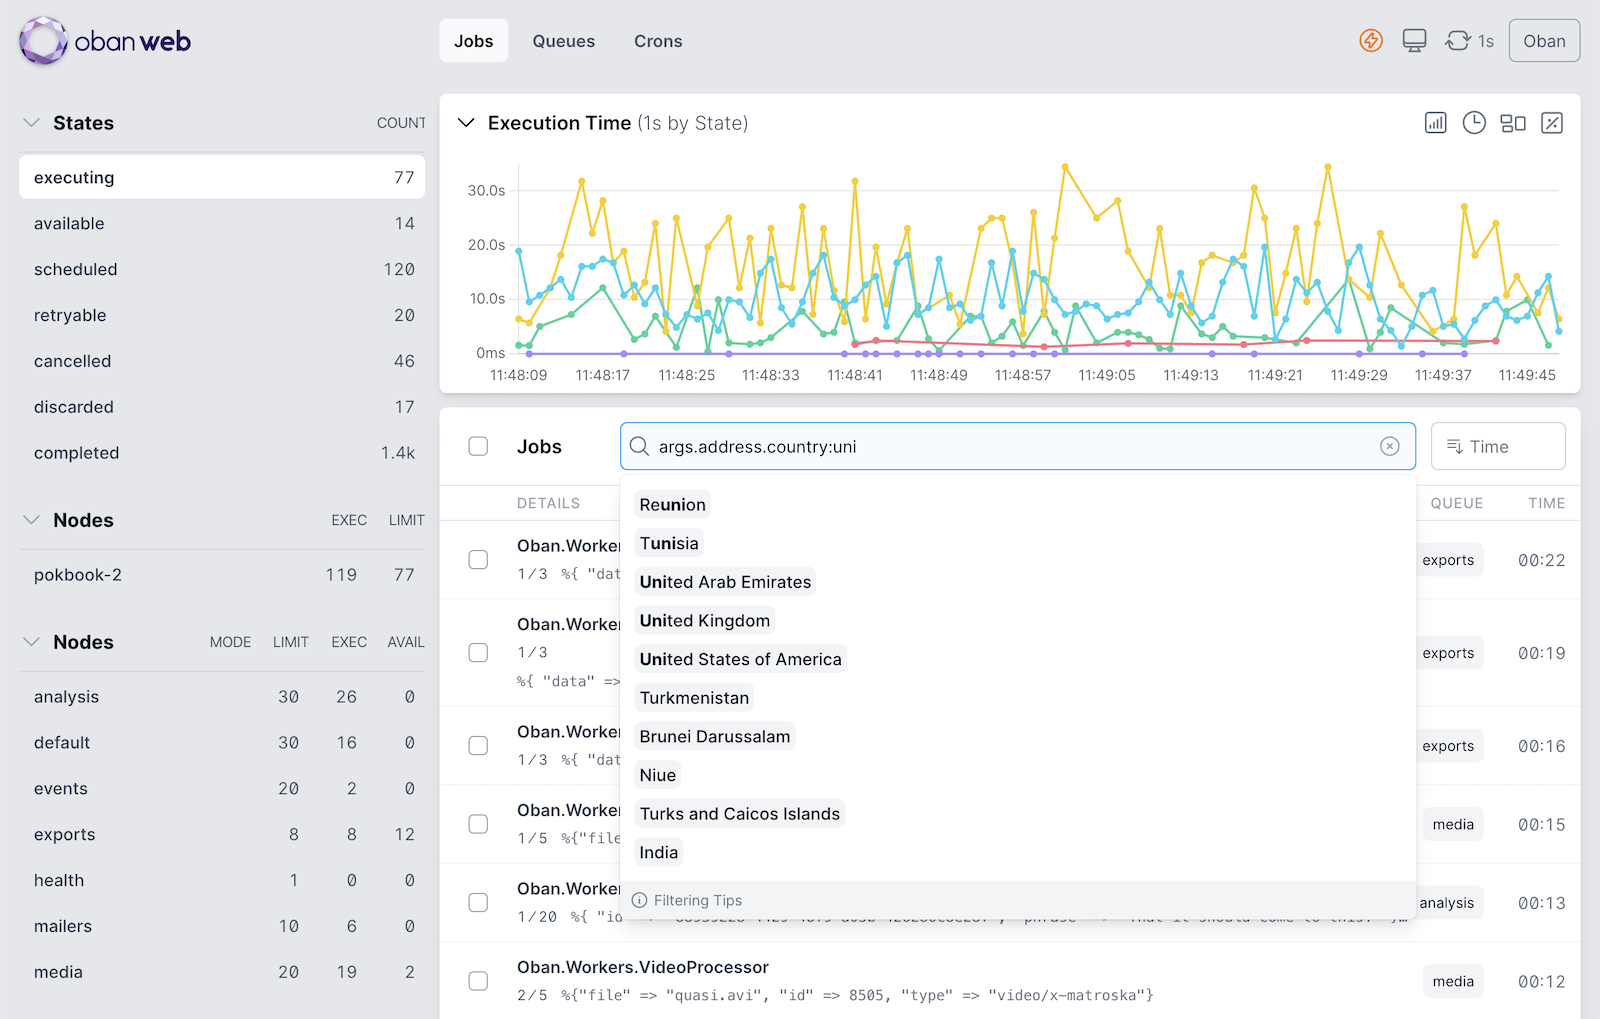 oban web
Jobs Queues Crons
1s Oban
States COUNT
executing 77
available 14
scheduled 120
retryable 20
cancelled 46
discarded 17
completed 1.4k
Nodes EXEC LIMIT
pokbook-2 119 77
Nodes MODE LIMIT EXEC AVAIL
analysis 30 26 0
default 30 16 0
events 20 2 0
exports 8 8 12
health 1 0 0
mailers 10 6 0
media 20 19 2
Execution Time (1s by State)
30.0s
20.0s
10.0s
0ms
11:48:09 11:48:17 11:48:25 11:48:33 11:48:41 11:48:49 11:48:57 11:49:05 11:49:13 11:49:21 11:49:29 11:49:37 11:49:45
Jobs args.address.country:uni Time
DETAILS QUEUE TIME
Reunion
Tunisia
United Arab Emirates
United Kingdom
United States of America
Turkmenistan
Brunei Darussalam
Niue
Turks and Caicos Islands
India
Filtering Tips
Oban.Worker
1/3 %{ "dat
exports 00:22
Oban.Worker
1/3
%{ "data" =>
exports 00:19
Oban.Worker
1/3 %{ "dat
exports 00:16
Oban.Worker
1/5 %{"file
media 00:15
Oban.Worker
1/20 %{ "id
analysis 00:13
Oban.Workers.VideoProcessor
2/5 %{"file" => "quasi.avi", "id" => 8505, "type" => "video/x-matroska"}
media 00:12